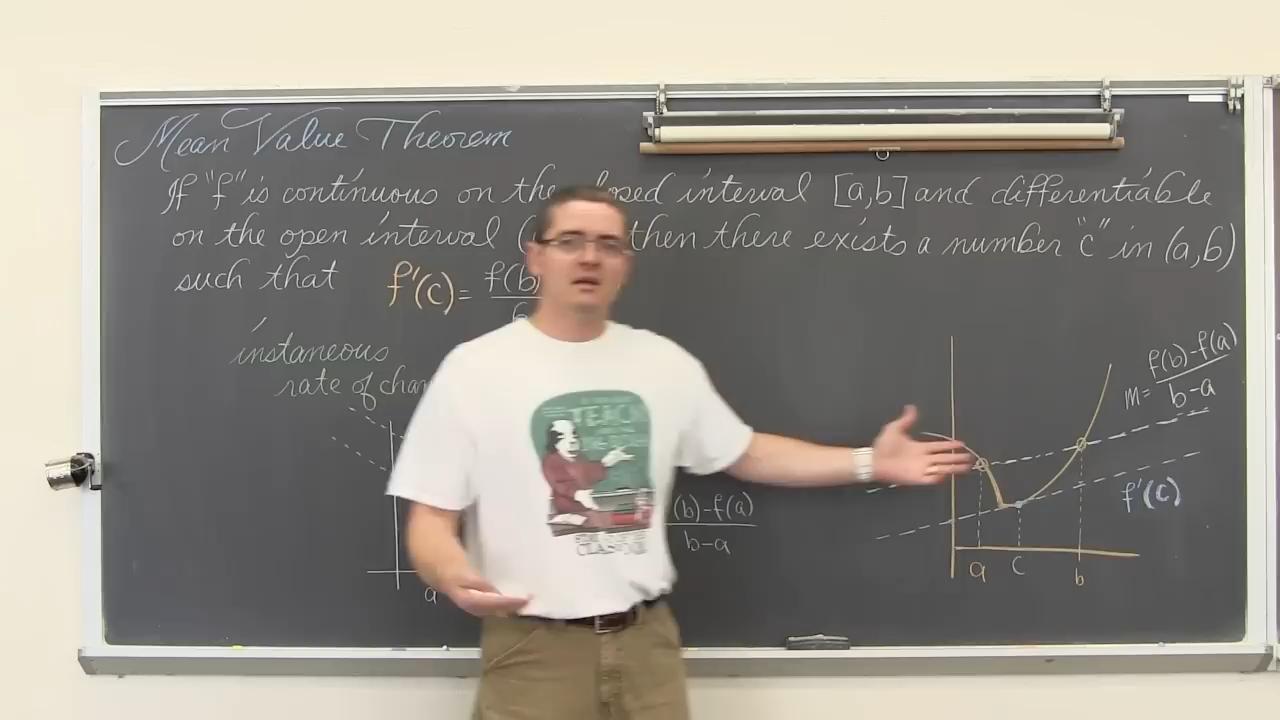 Mean Value Theorem
If "f" is continuous on the closed interval [a,b] and differentiable
on the open interval ( then there exists a number "c" in (a,b)
such that f'(c) = f(b)
instaneous
rate of chan
m = f(b)-f(a)
b-a
f'(c)
(b)-f(a)
b-a
a
a c b
TEACH